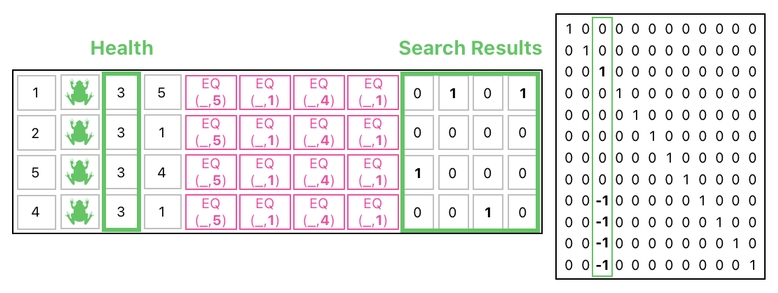 Health
Search Results
1 3 5 EQ (_,5) EQ (_,1) EQ (_,4) EQ (_,1) 0 1 0 1
2 3 1 EQ (_,5) EQ (_,1) EQ (_,4) EQ (_,1) 0 0 0 0
5 3 4 EQ (_,5) EQ (_,1) EQ (_,4) EQ (_,1) 1 0 0 0
4 3 1 EQ (_,5) EQ (_,1) EQ (_,4) EQ (_,1) 0 0 1 0
1 0 0 0 0 0 0 0 0 0 0 0
0 1 0 0 0 0 0 0 0 0 0 0
0 0 1 0 0 0 0 0 0 0 0 0
0 0 0 1 0 0 0 0 0 0 0 0
0 0 0 0 1 0 0 0 0 0 0 0
0 0 0 0 0 1 0 0 0 0 0 0
0 0 0 0 0 0 1 0 0 0 0 0
0 0 0 0 0 0 0 1 0 0 0 0
0 0 -1 0 0 0 0 0 1 0 0 0
0 0 -1 0 0 0 0 0 0 1 0 0
0 0 -1 0 0 0 0 0 0 0 1 0
0 0 -1 0 0 0 0 0 0 0 0 1